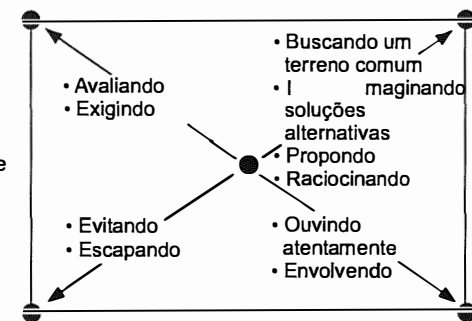 • Avaliando
• Exigindo
• Buscando um
terreno comum
• I maginando
soluções
alternativas
• Propondo
• Raciocinando
e
• Evitando
• Escapando
• Ouvindo
atentamente
• Envolvendo